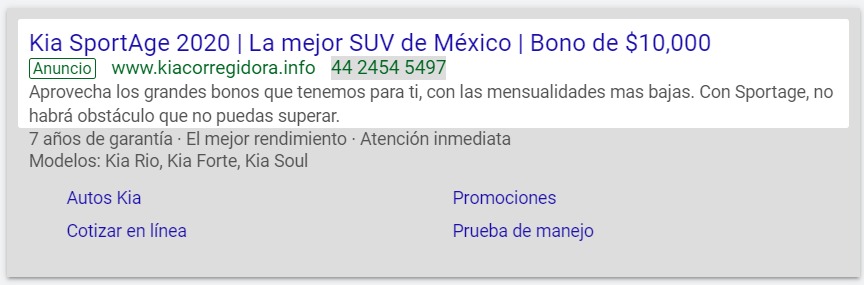 Kia SportAge 2020 | La mejor SUV de México | Bono de $10,000
Anuncio www.kiacorregidora.info 44 2454 5497
Aprovecha los grandes bonos que tenemos para ti, con las mensualidades mas bajas. Con Sportage, no
habrá obstáculo que no puedas superar.
7 años de garantía · El mejor rendimiento · Atención inmediata
Modelos: Kia Rio, Kia Forte, Kia Soul
Autos Kia Promociones
Cotizar en línea Prueba de manejo